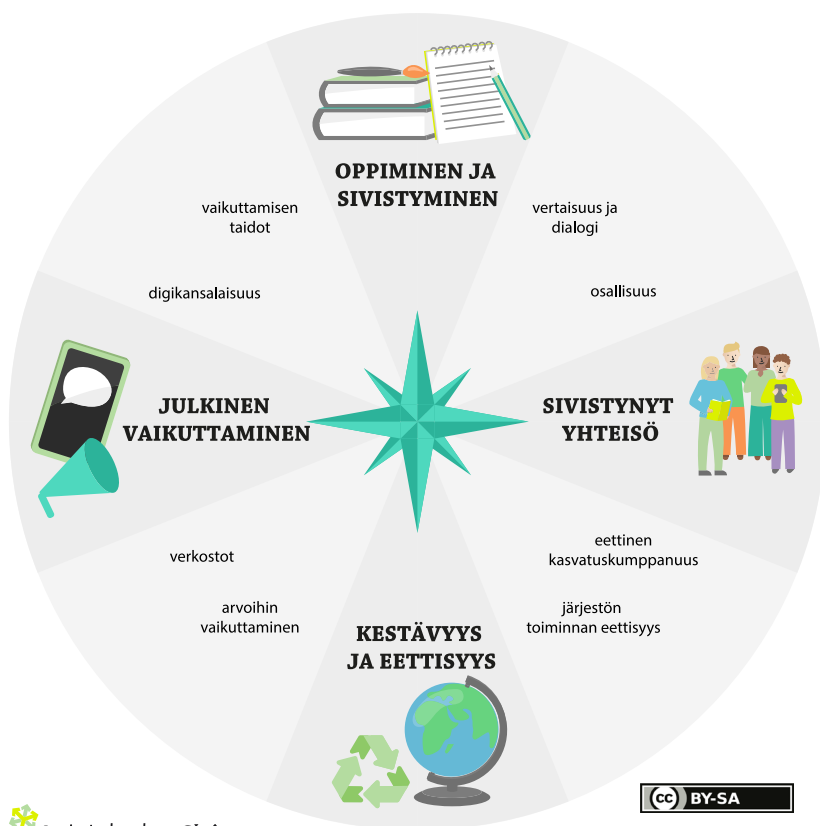 OPPIMINEN JA
SIVISTYMINEN
vaikuttamisen
taidot
vertaisuus ja
dialogi
digikansalaisuus
osallisuus
JULKINEN
VAIKUTTAMINEN
SIVISTYNYT
YHTEISÖ
verkostot
eettinen
kasvatuskumppanuus
arvoihin
vaikuttaminen
järjestön
toiminnan eettisyys
KESTÄVYYS
JA EETTISYYS
cc BY-SA